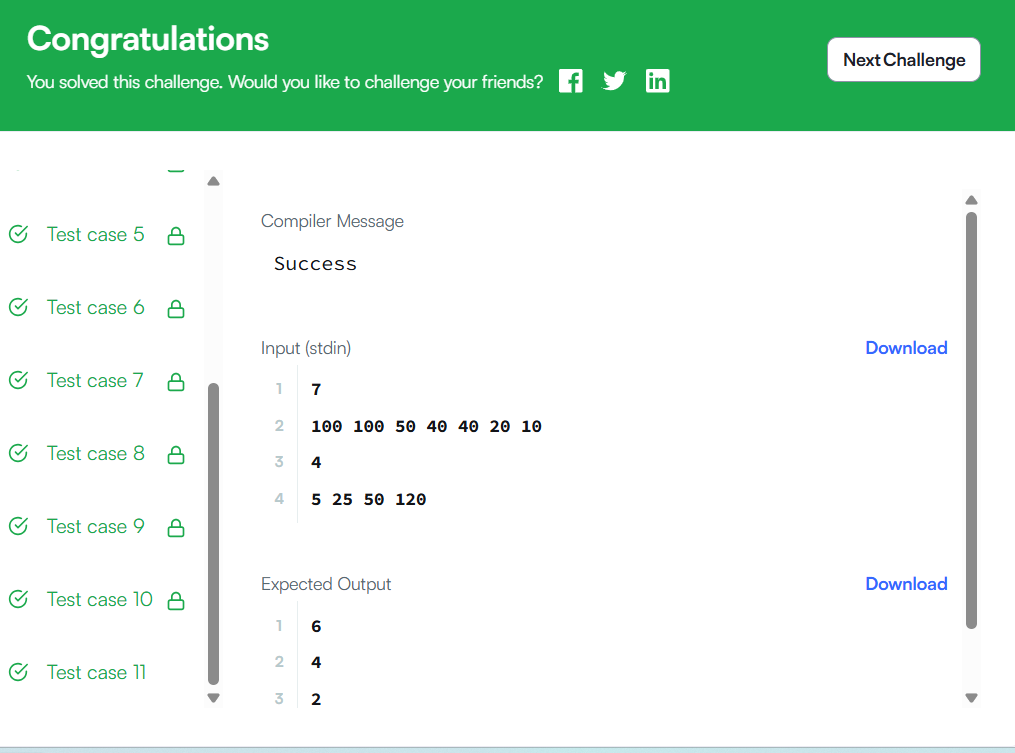 Congratulations
You solved this challenge. Would you like to challenge your friends?
Next Challenge
Test case 5
Test case 6
Test case 7
Test case 8
Test case 9
Test case 10
Test case 11
Compiler Message
Success
Input (stdin)
Download
1 7
2 100 100 50 40 40 20 10
3 4
4 5 25 50 120
Expected Output
Download
1 6
2 4
3 2